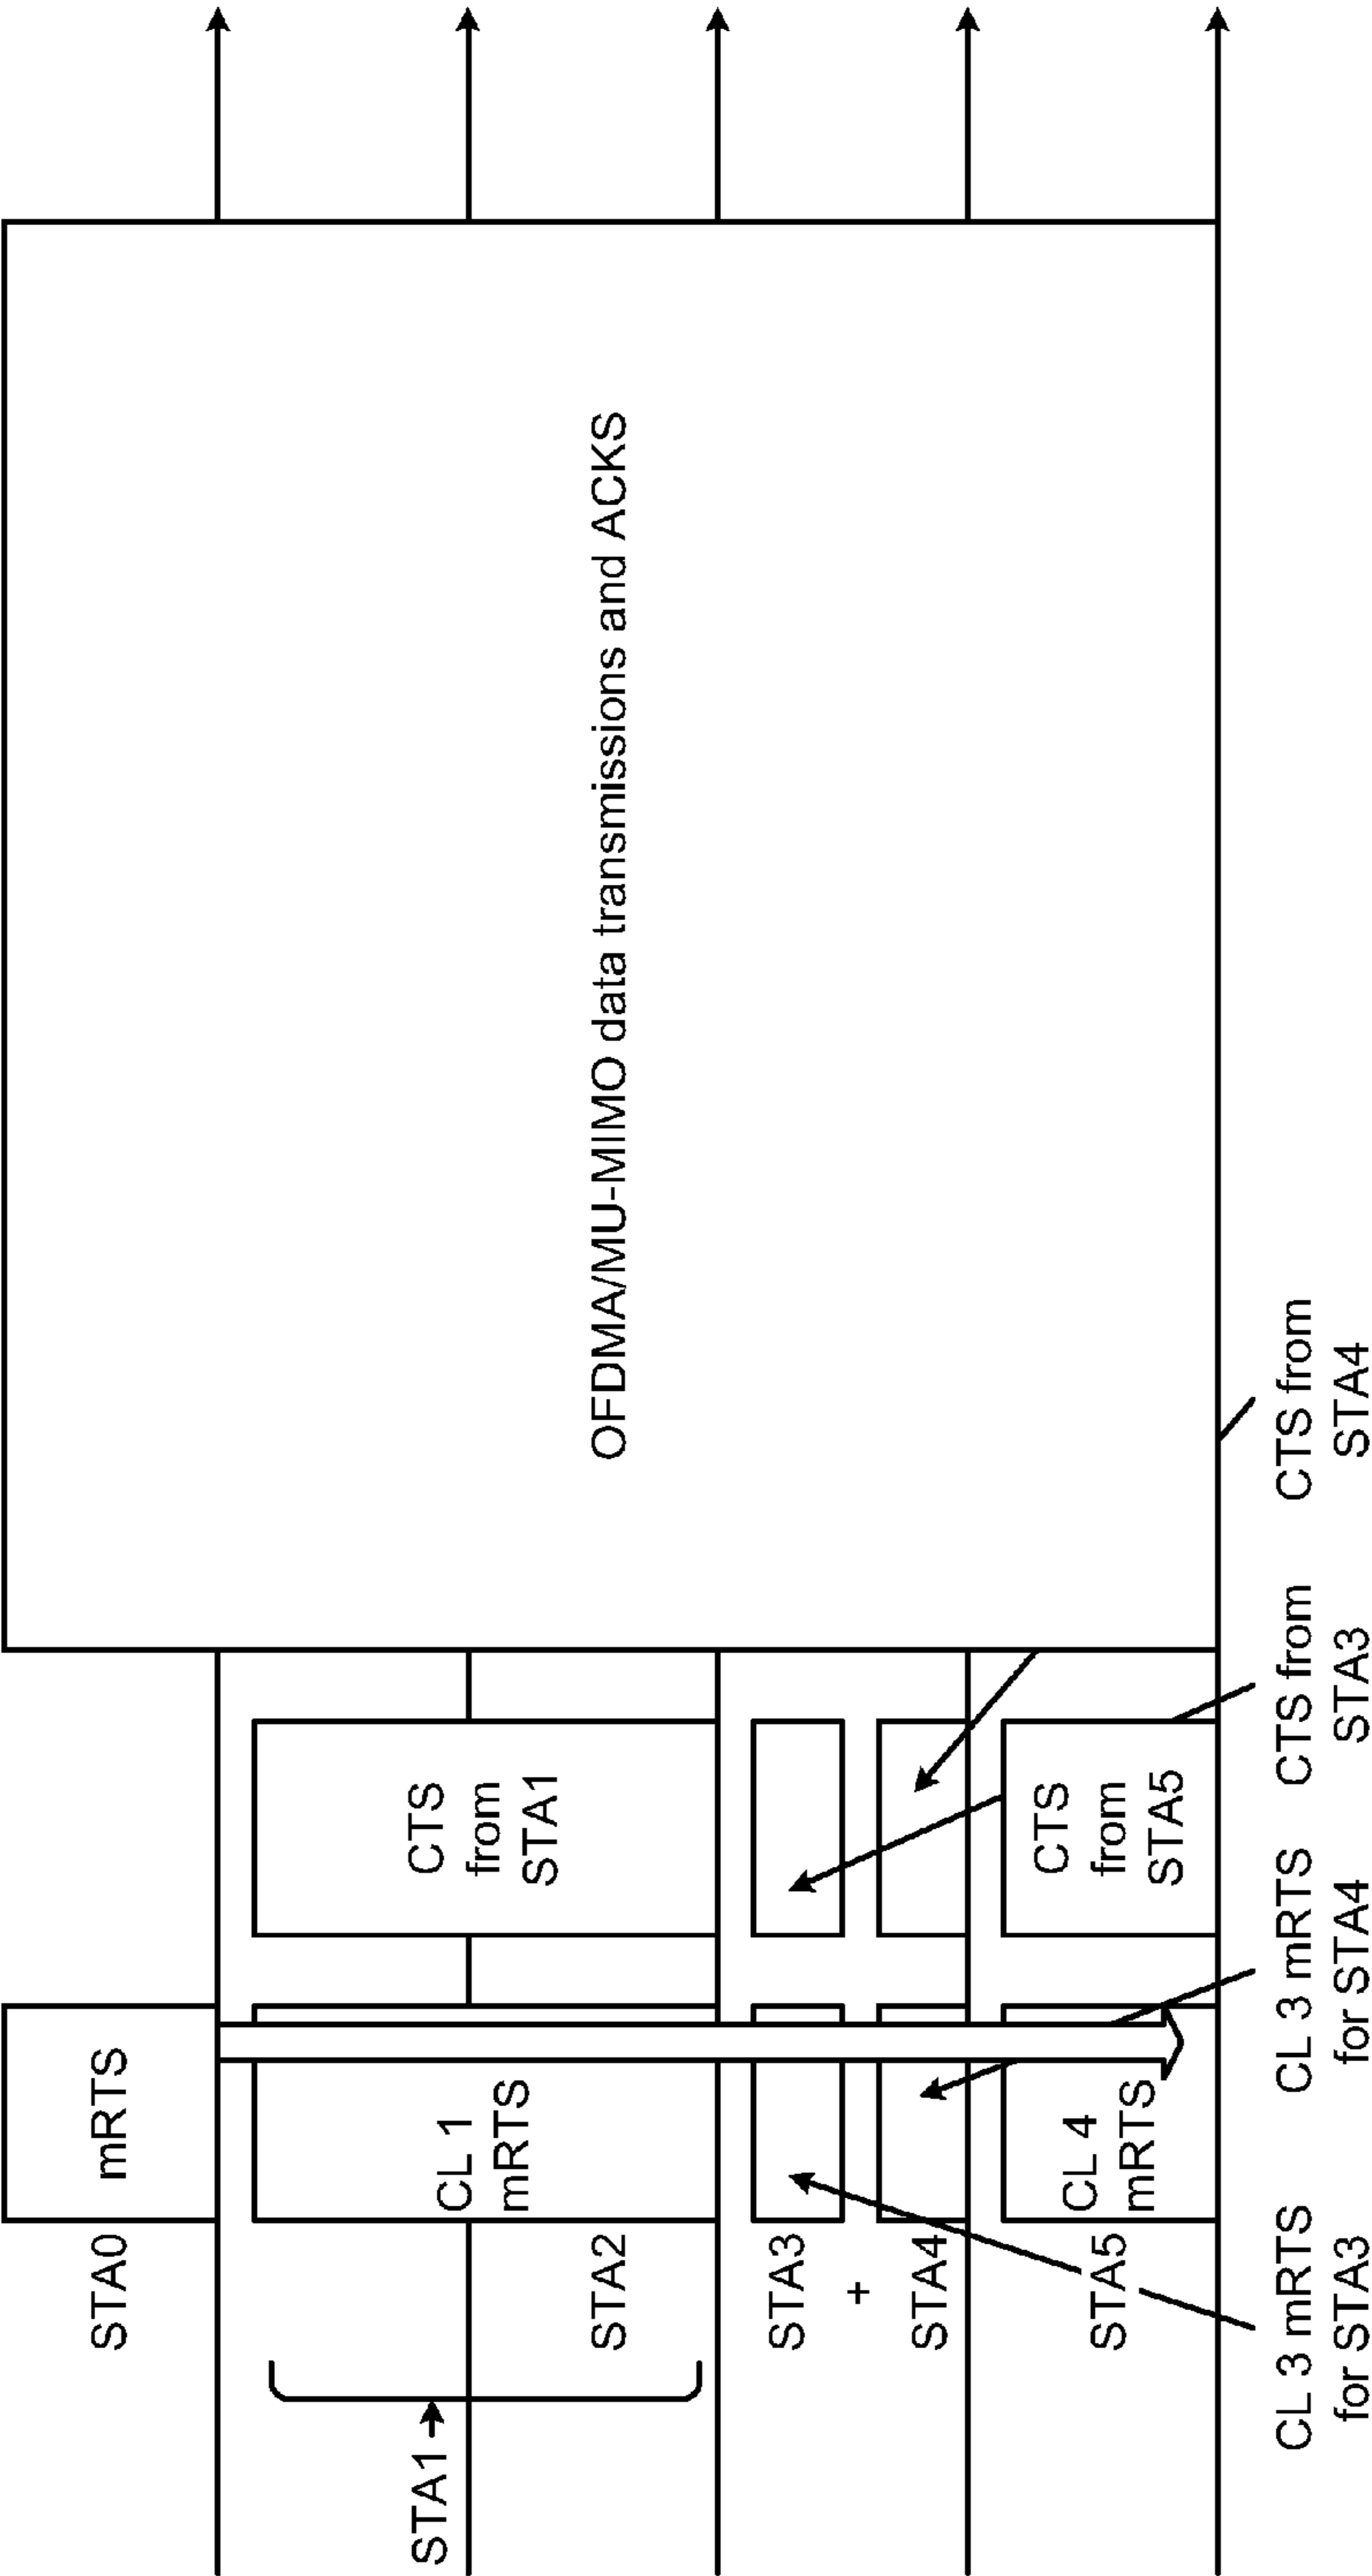 STA0
mRTS
STA1
STA2
CL 1
mRTS
CTS
from
STA1
STA3
+
STA4
STA5
CL 4
mRTS
CTS
from
STA5
OFDMA/MU-MIMO data transmissions and ACKS
CL 3 mRTS
for STA3
CL 3 mRTS
for STA4
CTS from
STA3
CTS from
STA4